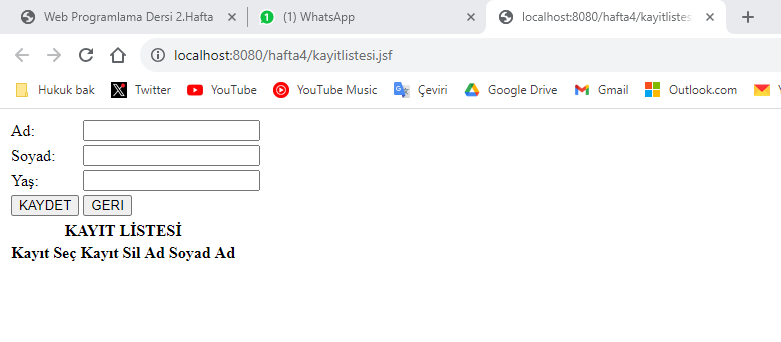 Web Programlama Dersi 2.Hafta
(1) WhatsApp
localhost:8080/hafta4/kayitlistesi
localhost:8080/hafta4/kayitlistesi.jsf
Hukuk bak Twitter YouTube YouTube Music Çeviri Google Drive Gmail Outlook.com
Ad:
Soyad:
Yaş:
KAYDET GERI
KAYIT LİSTESİ
Kayıt Seç Kayıt Sil Ad Soyad Ad